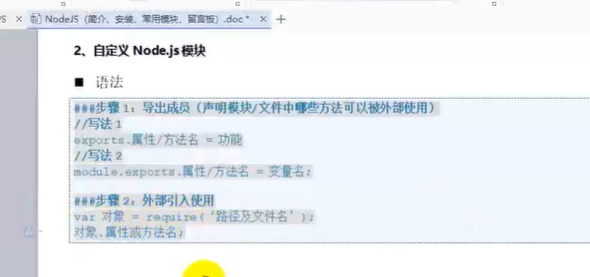 NodeJS（简介、安装、常用模块、留言板）.doc *
2、自定义 Node.js 模块
■ 语法
###步骤 1：导出成员（声明模块/文件中哪些方法可以被外部使用）
//写法 1
exports.属性/方法名 = 功能
//写法 2
module.exports.属性/方法名 = 变量名;
###步骤 2：外部引入使用
var 对象 = require(‘路径及文件名’);
对象.属性或方法名;